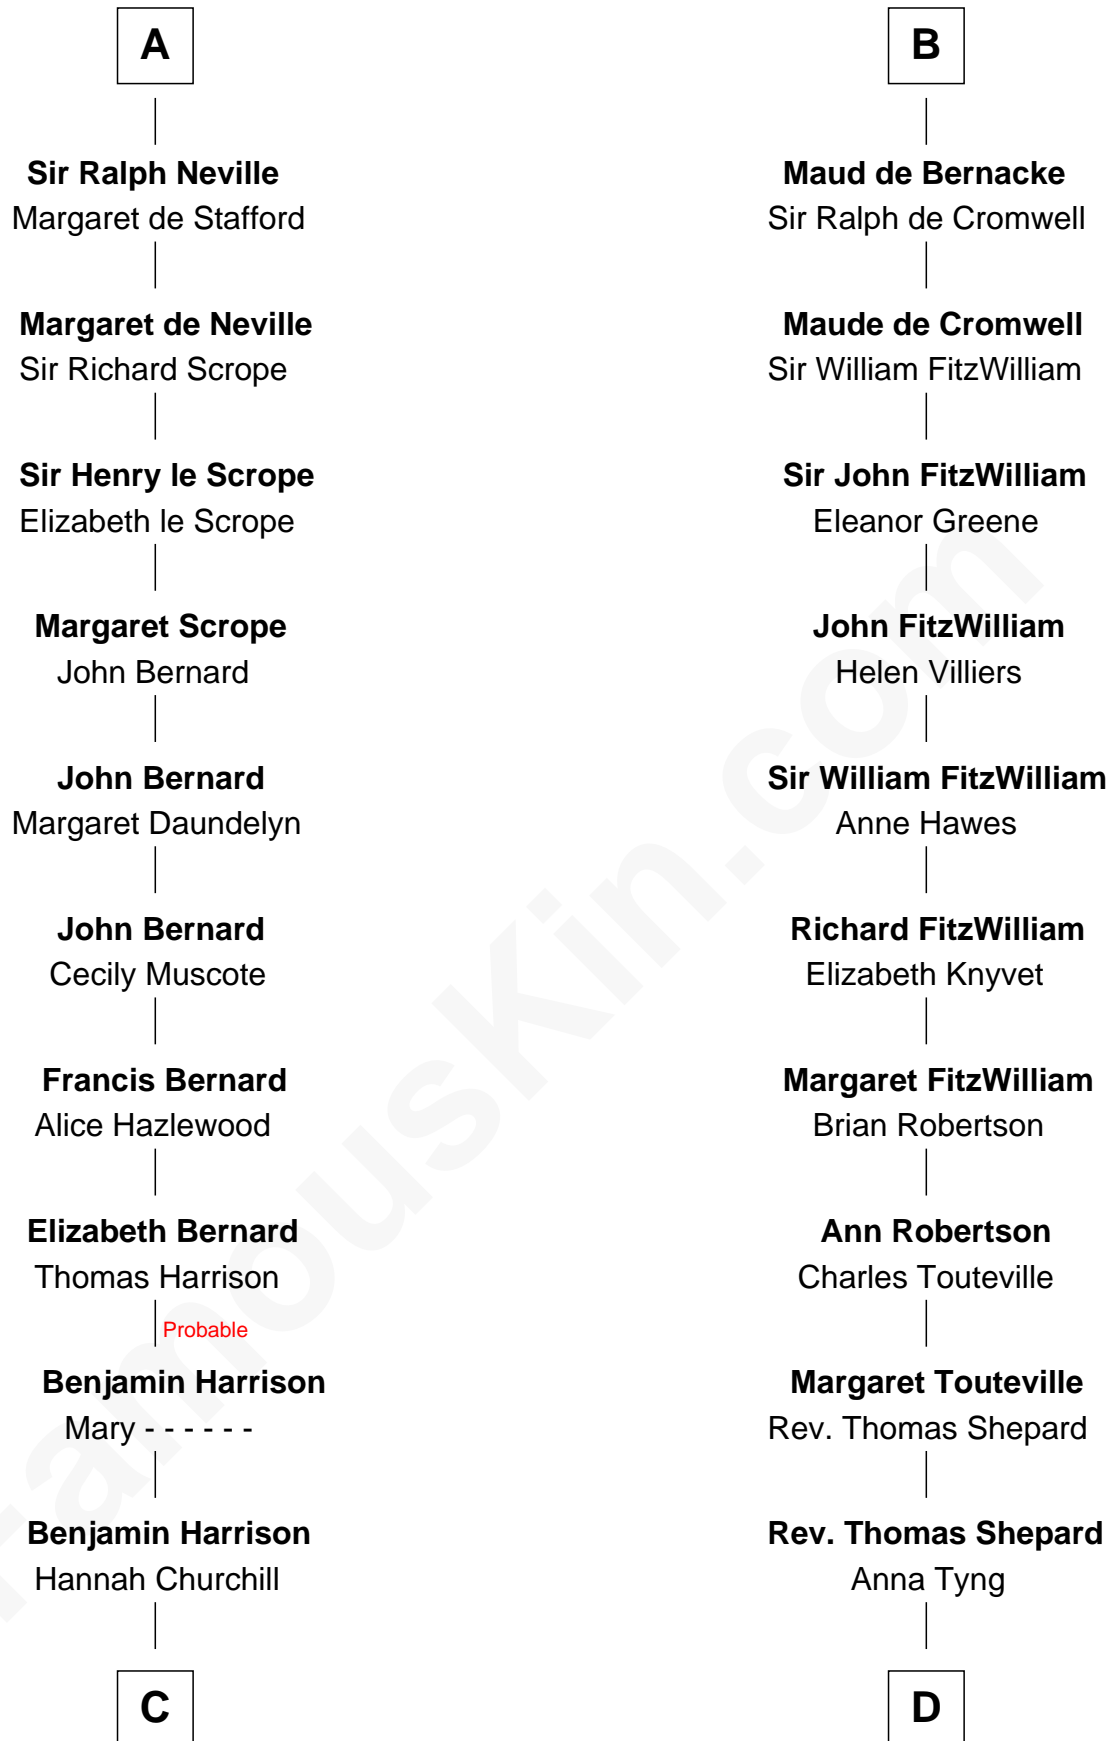 A
Sir Ralph Neville
Margaret de Stafford
Margaret de Neville
Sir Richard Scrope
Sir Henry le Scrope
Elizabeth le Scrope
Margaret Scrope
John Bernard
John Bernard
Margaret Daundelyn
John Bernard
Cecily Muscote
Francis Bernard
Alice Hazlewood
Elizabeth Bernard
Thomas Harrison
Probable
Benjamin Harrison
Mary - - - - - -
Benjamin Harrison
Hannah Churchill
C
B
Maud de Bernacke
Sir Ralph de Cromwell
Maude de Cromwell
Sir William FitzWilliam
Sir John FitzWilliam
Eleanor Greene
John FitzWilliam
Helen Villiers
Sir William FitzWilliam
Anne Hawes
Richard FitzWilliam
Elizabeth Knyvet
Margaret FitzWilliam
Brian Robertson
Ann Robertson
Charles Touteville
Margaret Touteville
Rev. Thomas Shepard
Rev. Thomas Shepard
Anna Tyng
D
FamousKin.com